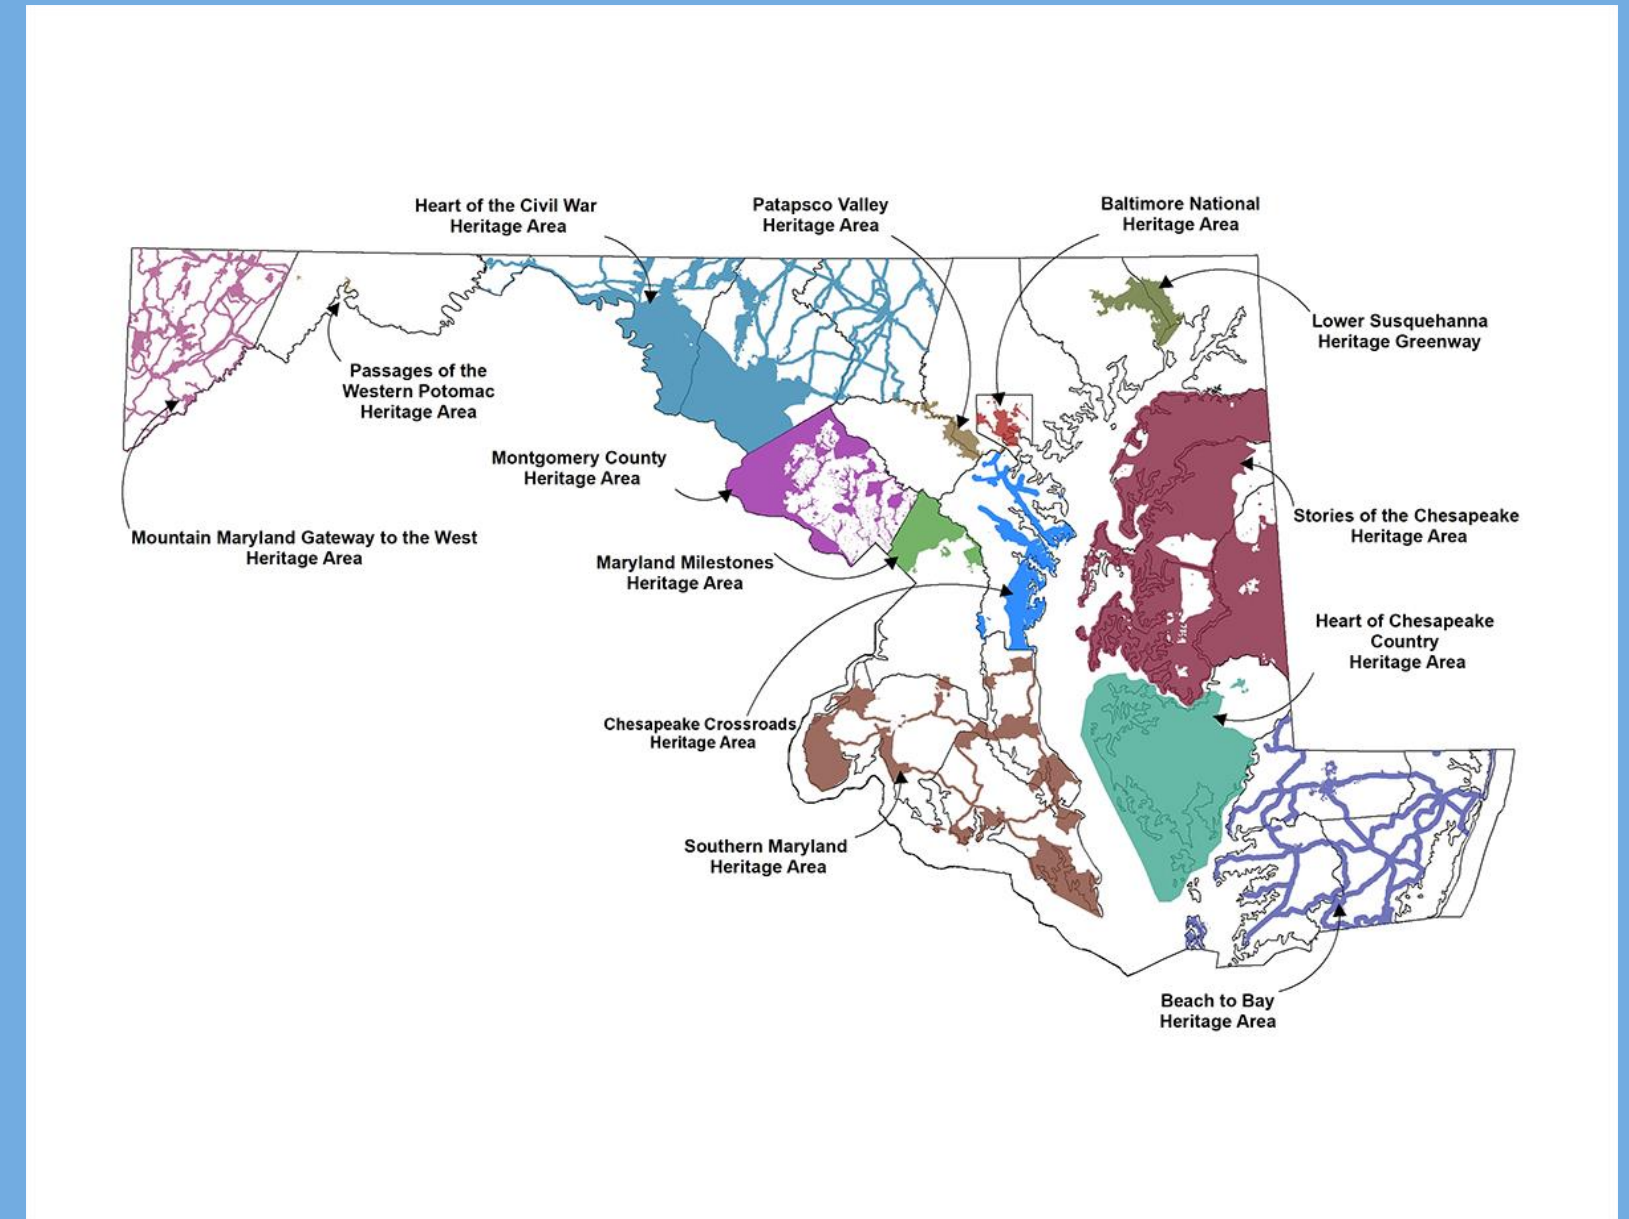 Heart of the Civil War
Heritage Area
Patapsco Valley
Heritage Area
Baltimore National
Heritage Area
Lower Susquehanna
Heritage Greenway
Passages of the
Western Potomac
Heritage Area
Montgomery County
Heritage Area
Stories of the Chesapeake
Heritage Area
Mountain Maryland Gateway to the West
Heritage Area
Maryland Milestones
Heritage Area
Heart of Chesapeake
Country
Heritage Area
Chesapeake Crossroads
Heritage Area
Southern Maryland
Heritage Area
Beach to Bay
Heritage Area